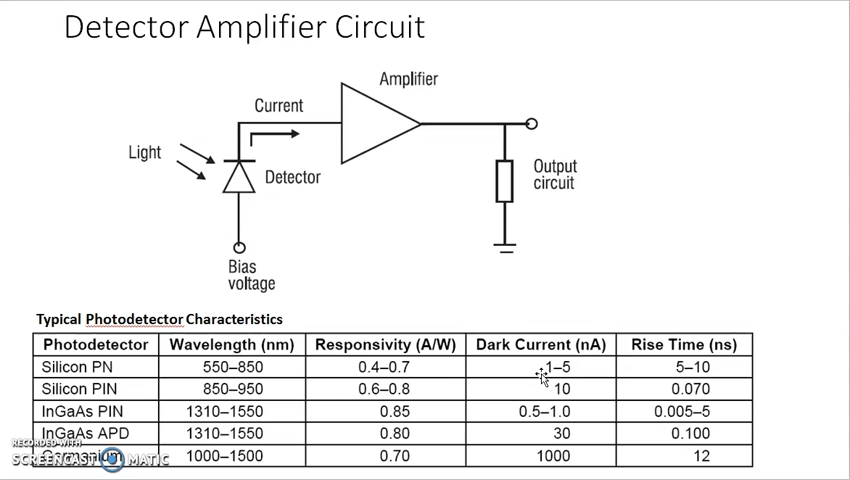 Detector Amplifier Circuit
Amplifier
Current
Light
Detector
Output
circuit
Bias
voltage
Typical Photodetector Characteristics
Photodetector Wavelength (nm) Responsivity (A/W) Dark Current (nA) Rise Time (ns)
Silicon PN 550–850 0.4–0.7 1–5 5–10
Silicon PIN 850–950 0.6–0.8 10 0.070
InGaAs PIN 1310–1550 0.85 0.5–1.0 0.005–5
InGaAs APD 1310–1550 0.80 30 0.100
RECORDED WITH
Germanium 1000–1500 0.70 1000 12
SCREENCAST MATIC